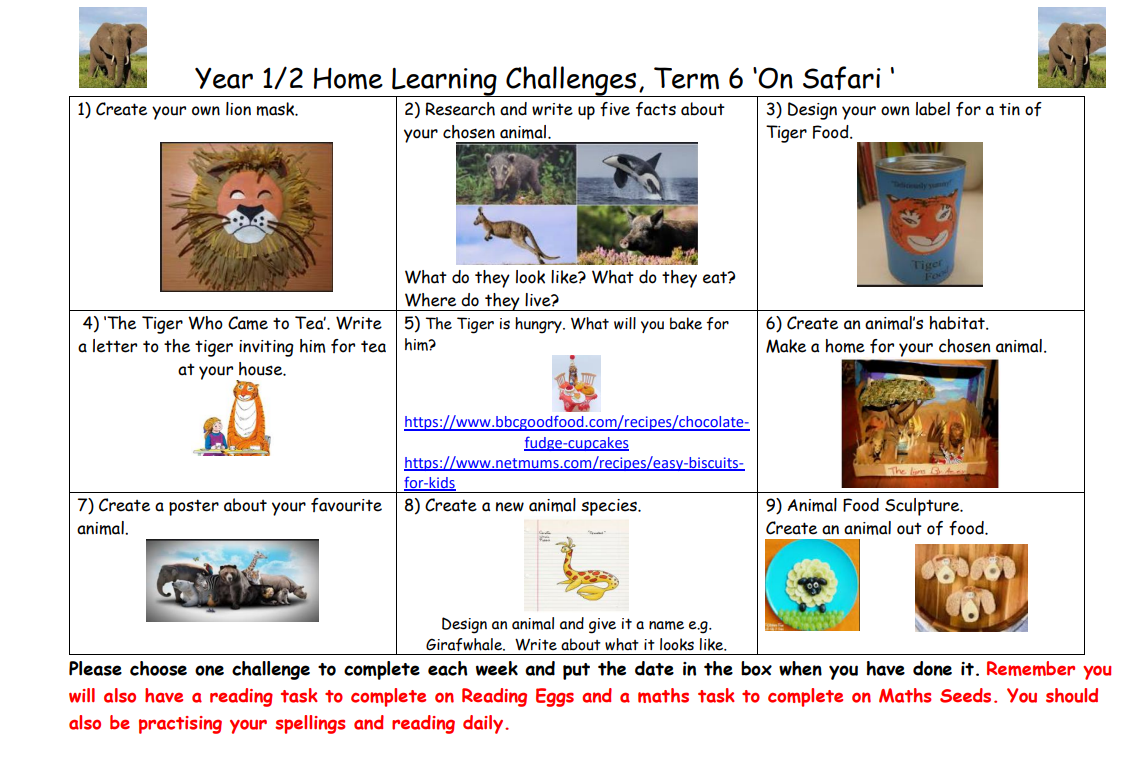 Year 1/2 Home Learning Challenges, Term 6 ‘On Safari ‘
1) Create your own lion mask.
2) Research and write up five facts about
your chosen animal.
What do they look like? What do they eat?
Where do they live?
3) Design your own label for a tin of
Tiger Food.
"Deliciously yummy!"
Tiger
Food
4) ‘The Tiger Who Came to Tea’. Write
a letter to the tiger inviting him for tea
at your house.
5) The Tiger is hungry. What will you bake for
him?
https://www.bbcgoodfood.com/recipes/chocolate-
fudge-cupcakes
https://www.netmums.com/recipes/easy-biscuits-
for-kids
6) Create an animal’s habitat.
Make a home for your chosen animal.
The lions
7) Create a poster about your favourite
animal.
8) Create a new animal species.
Design an animal and give it a name e.g.
Girafwhale. Write about what it looks like.
9) Animal Food Sculpture.
Create an animal out of food.
Please choose one challenge to complete each week and put the date in the box when you have done it. Remember you
will also have a reading task to complete on Reading Eggs and a maths task to complete on Maths Seeds. You should
also be practising your spellings and reading daily.